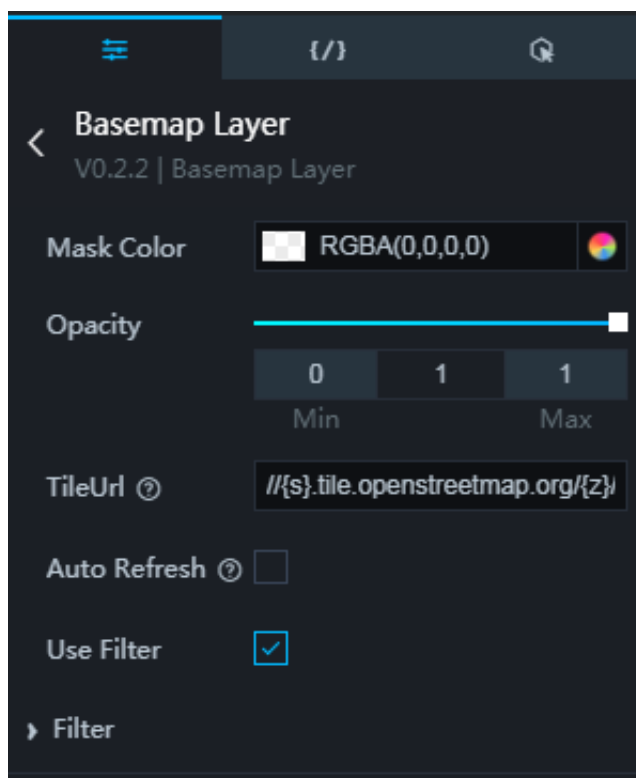 {/}
Basemap Layer
V0.2.2 | Basemap Layer
Mask Color RGBA(0,0,0,0)
Opacity
0 1 1
Min Max
TileUrl //{s}.tile.openstreetmap.org/{z}/
Auto Refresh
Use Filter
Filter